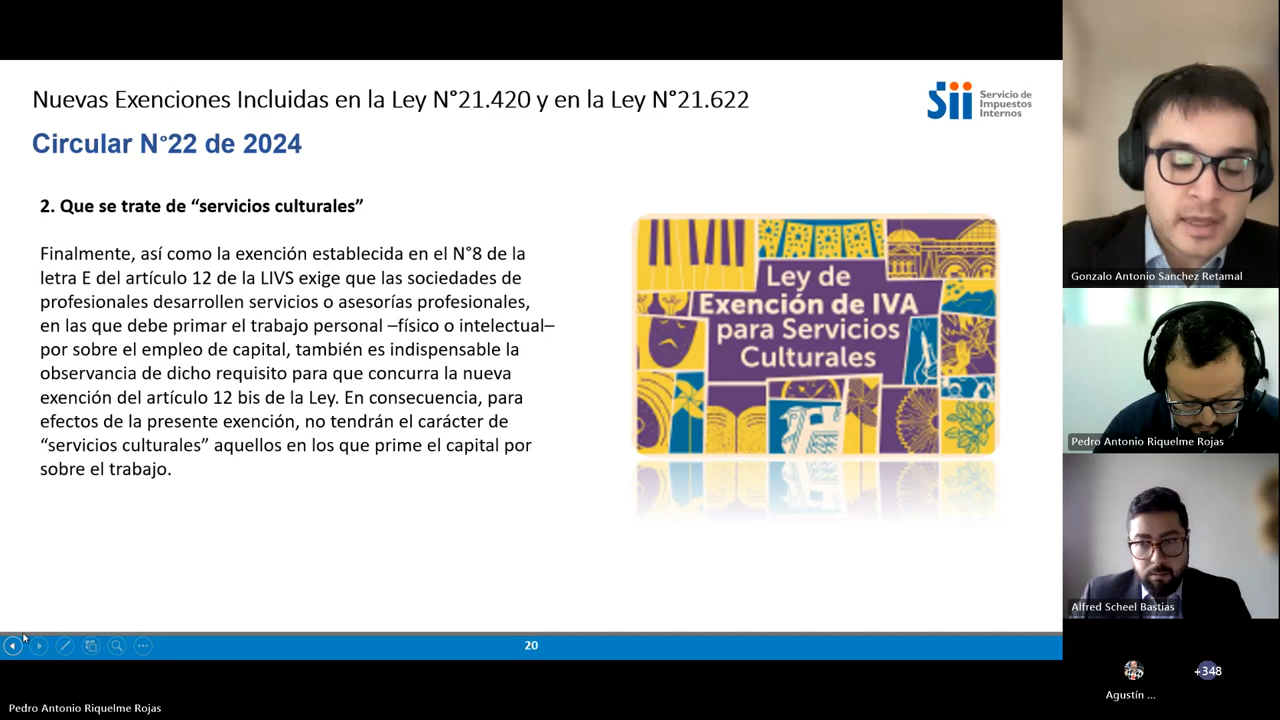 Nuevas Exenciones Incluidas en la Ley N°21.420 y en la Ley N°21.622
Circular N°22 de 2024
Sii Servicio de
Impuestos
Internos
2. Que se trate de “servicios culturales”
Finalmente, así como la exención establecida en el N°8 de la
letra E del artículo 12 de la LIVS exige que las sociedades de
profesionales desarrollen servicios o asesorías profesionales,
en las que debe primar el trabajo personal –físico o intelectual–
por sobre el empleo de capital, también es indispensable la
observancia de dicho requisito para que concurra la nueva
exención del artículo 12 bis de la Ley. En consecuencia, para
efectos de la presente exención, no tendrán el carácter de
“servicios culturales” aquellos en los que prime el capital por
sobre el trabajo.
Ley de
Exención de IVA
para Servicios
Culturales
20
Gonzalo Antonio Sanchez Retamal
Pedro Antonio Riquelme Rojas
Alfred Scheel Bastias
Agustín ...
+348
Pedro Antonio Riquelme Rojas